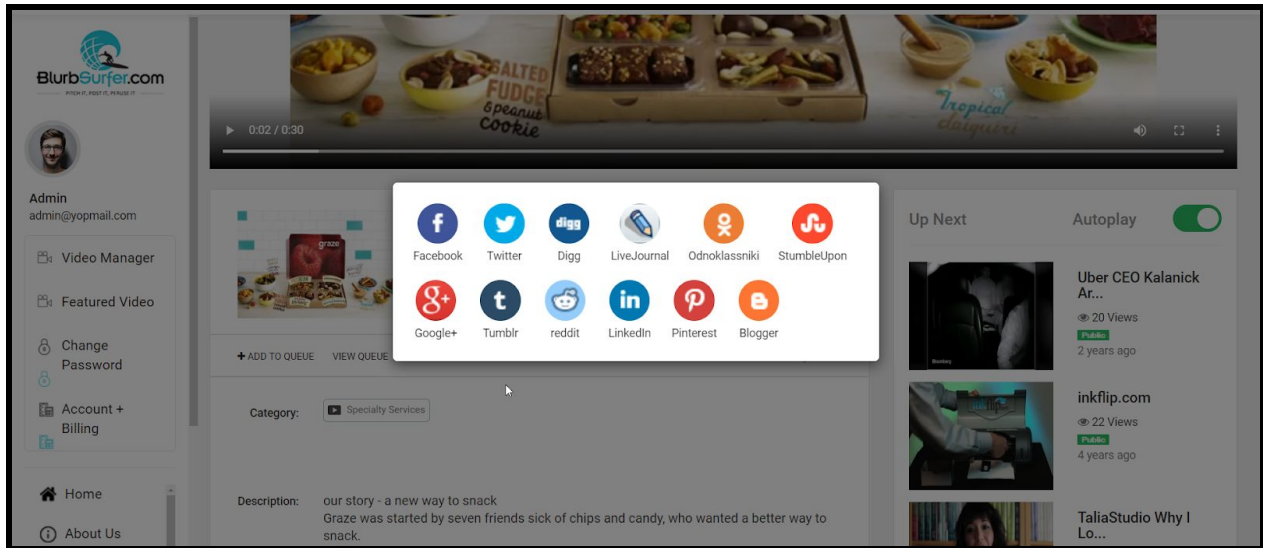 BlurbSurfer.com
PITCH IT, POST IT, PERUSE IT
Admin
admin@yopmail.com
Video Manager
Featured Video
Change
Password
Account +
Billing
Home
About Us
SALTED
FUDGE
& peanut
COOKIE
Tropical
daiquiri
0:02 / 0:30
graze
Facebook
Twitter
digg
Digg
LiveJournal
Odnoklassniki
StumbleUpon
Google+
Tumblr
reddit
LinkedIn
Pinterest
Blogger
+ ADD TO QUEUE VIEW QUEUE
Category: Specialty Services
Description: our story - a new way to snack
Graze was started by seven friends sick of chips and candy, who wanted a better way to
snack.
Up Next Autoplay
Uber CEO Kalanick
Ar...
20 Views
Public
2 years ago
inkflip.com
22 Views
Public
4 years ago
TaliaStudio Why I
Lo...